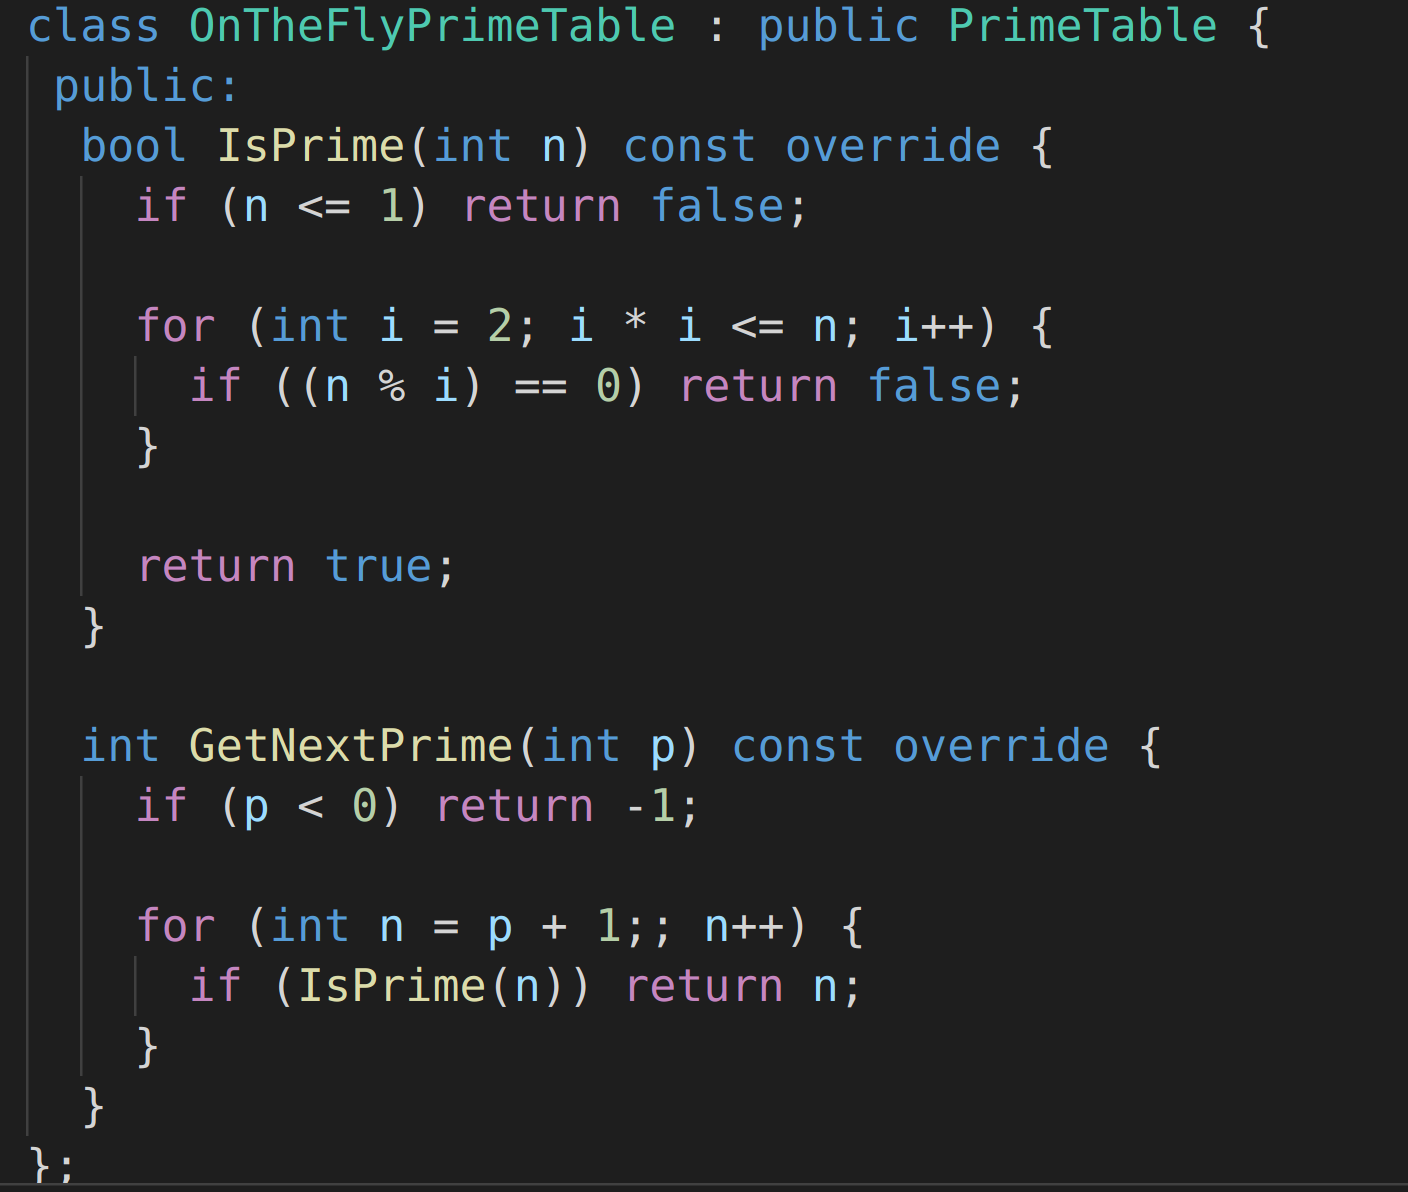 class OnTheFlyPrimeTable : public PrimeTable {
 public:
  bool IsPrime(int n) const override {
    if (n <= 1) return false;

    for (int i = 2; i * i <= n; i++) {
      if ((n % i) == 0) return false;
    }

    return true;
  }

  int GetNextPrime(int p) const override {
    if (p < 0) return -1;

    for (int n = p + 1;; n++) {
      if (IsPrime(n)) return n;
    }
  }
};